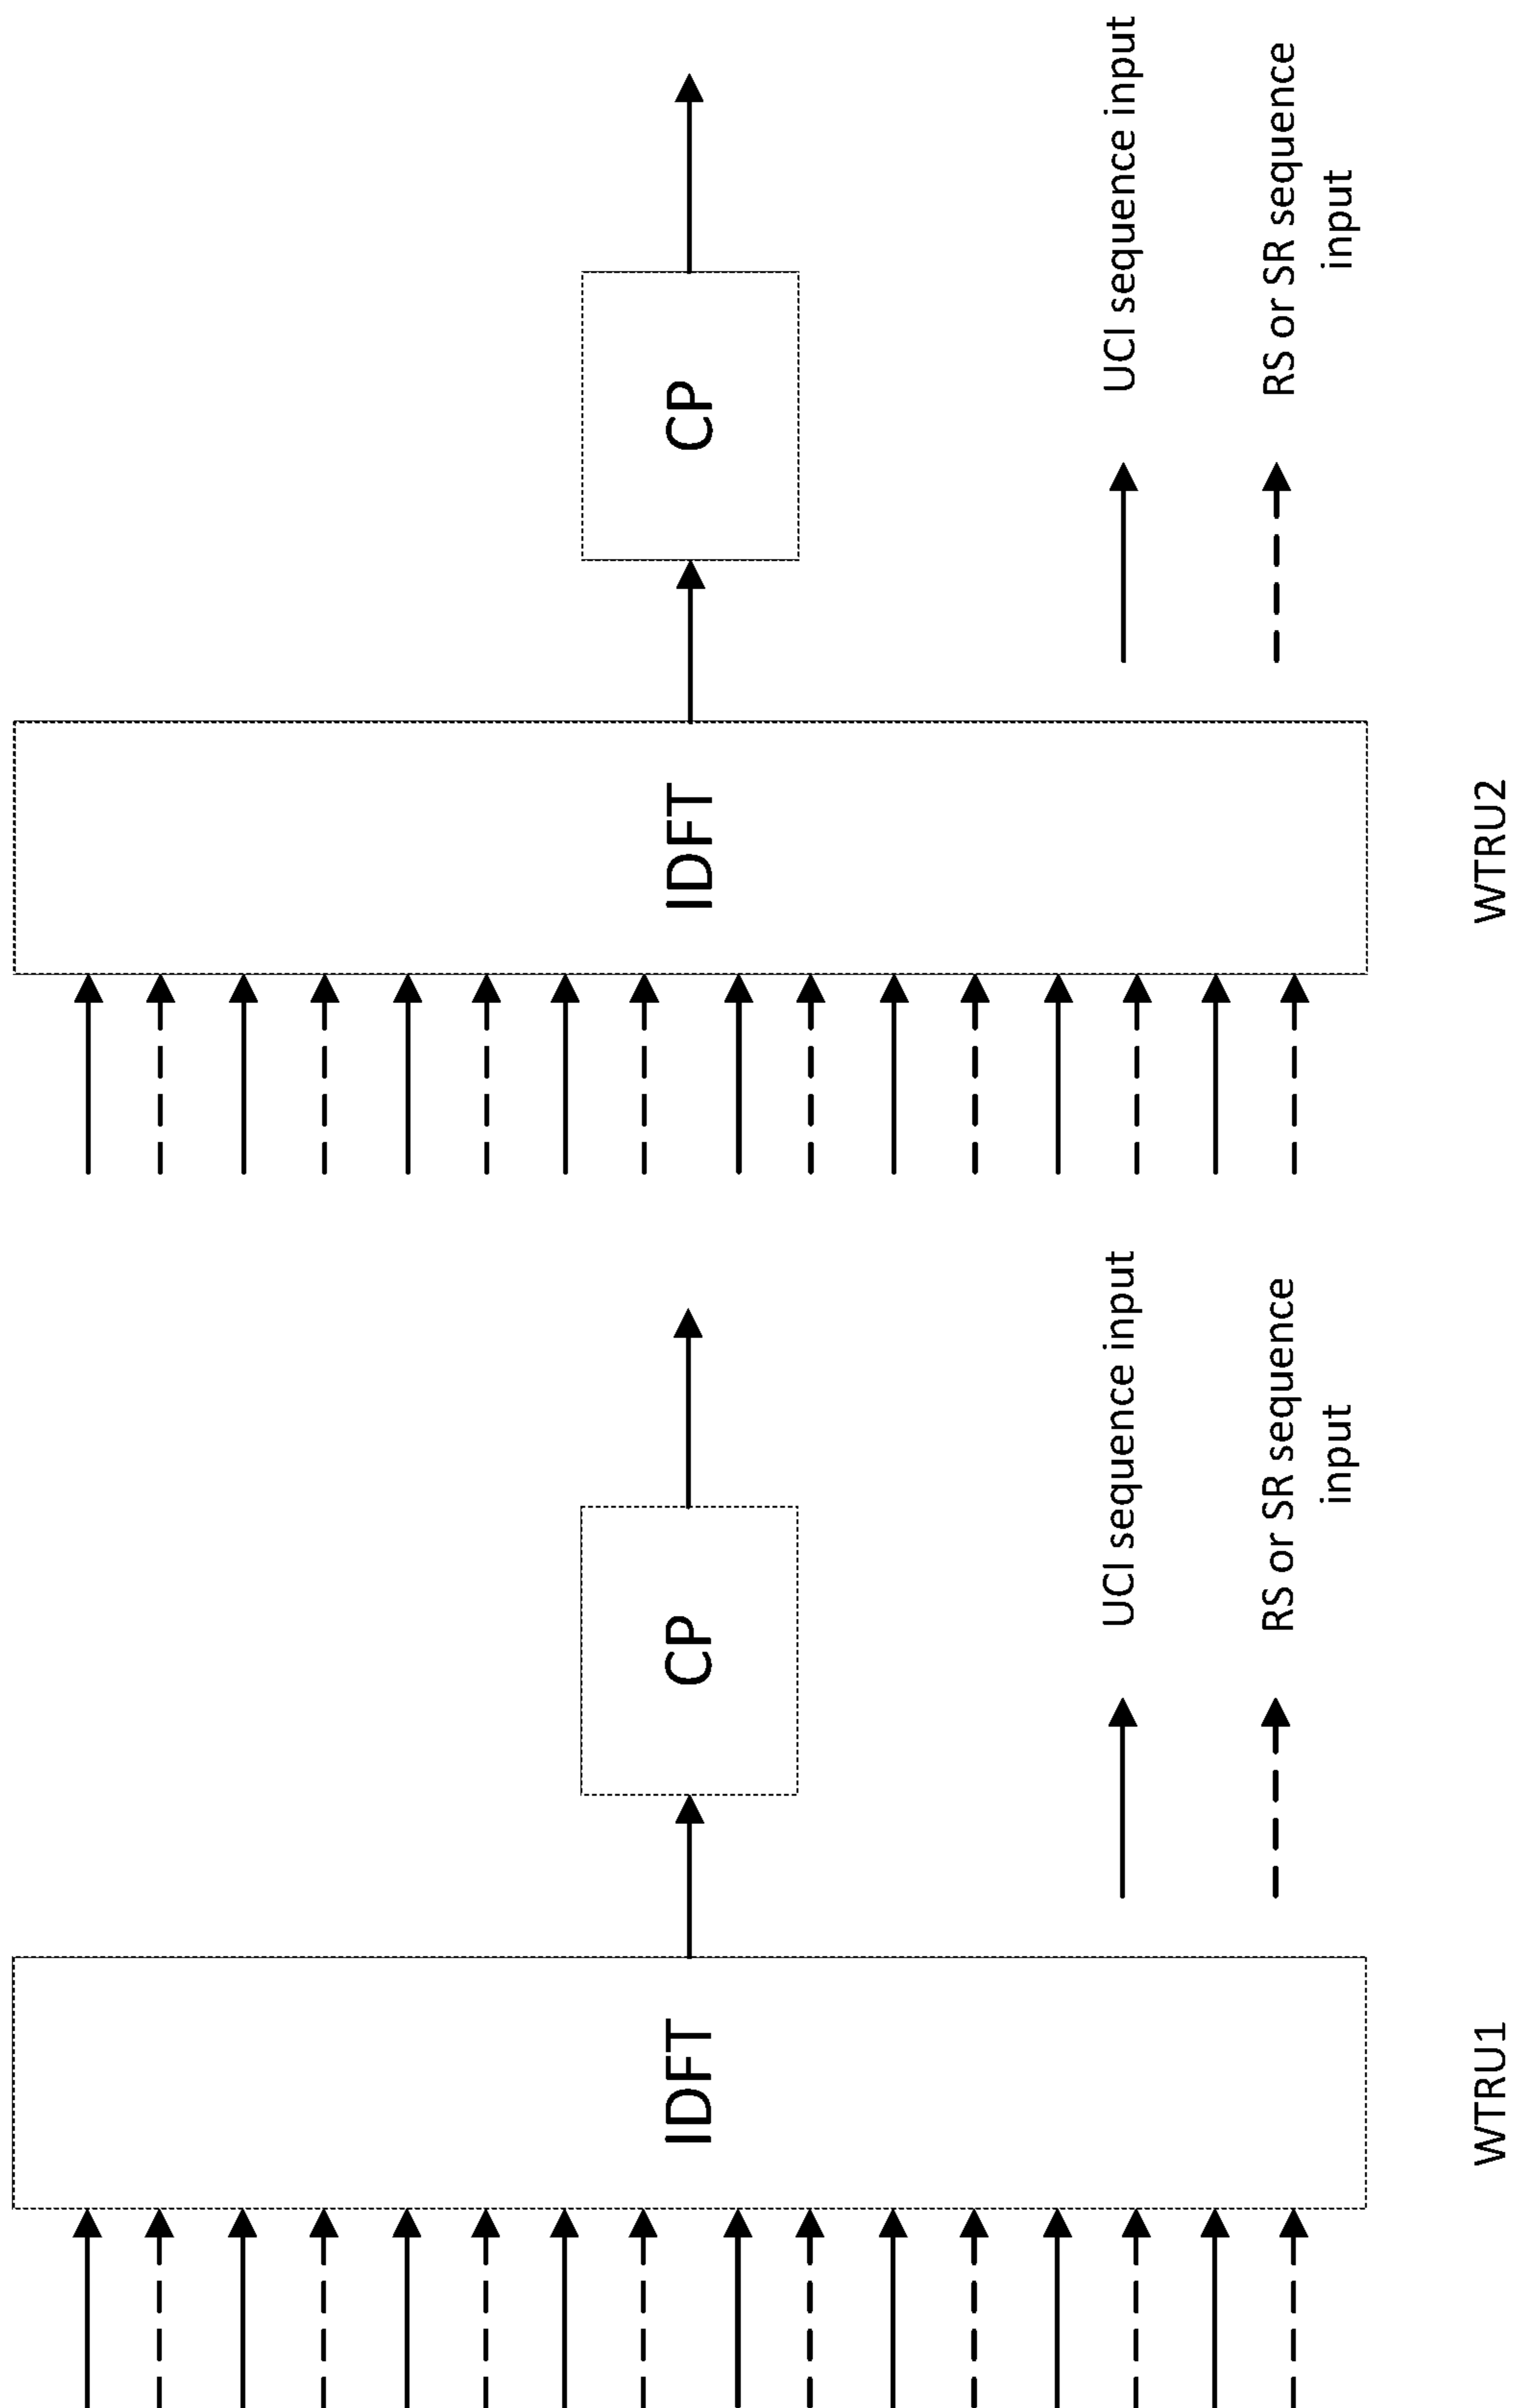 IDFT
CP
UCI sequence input
RS or SR sequence
input
WTRU1
IDFT
CP
UCI sequence input
RS or SR sequence
input
WTRU2